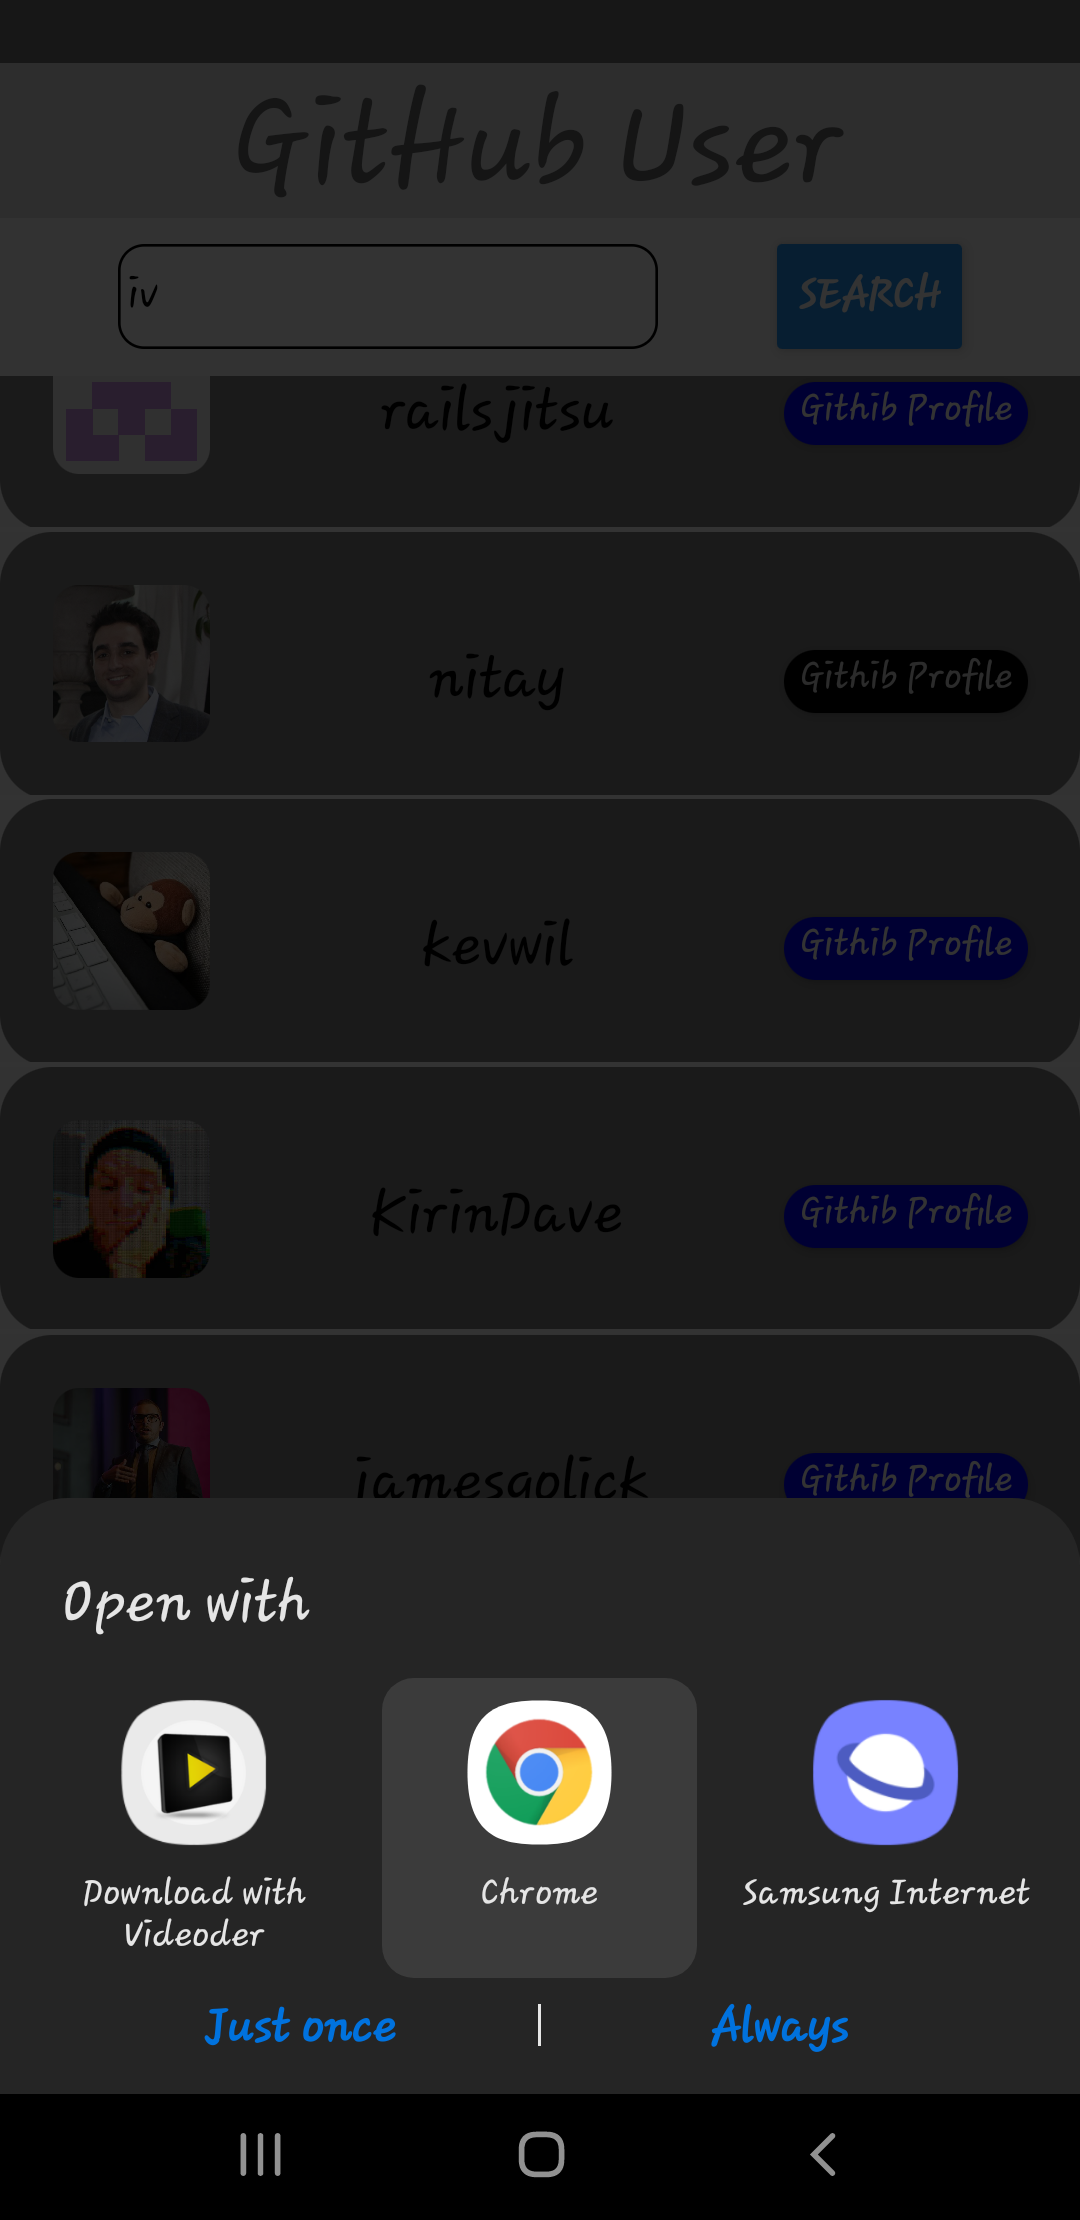 GitHub User
iv
SEARCH
railsjitsu
Githib Profile
nitay
Githib Profile
kevwil
Githib Profile
KirinDave
Githib Profile
jamesgolick
Githib Profile
Open with
Download with
Videoder
Chrome
Samsung Internet
Just once
Always